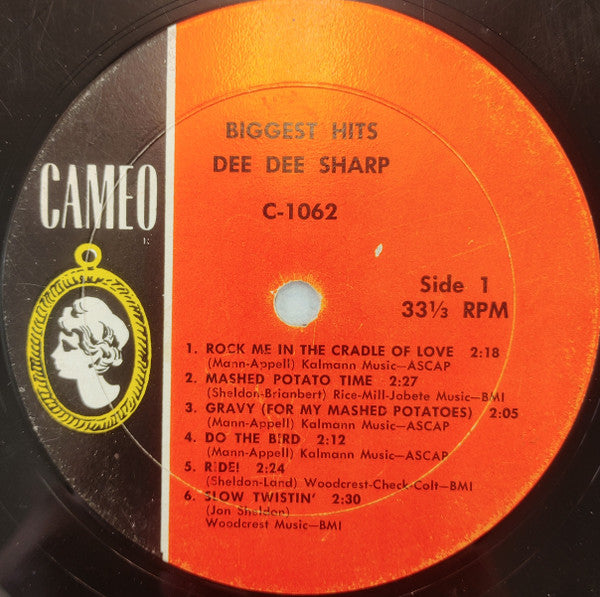 BIGGEST HITS
DEE DEE SHARP
C-1062
CAMEO
R
Side 1
33⅓ RPM
1. ROCK ME IN THE CRADLE OF LOVE 2:18
(Mann-Appell) Kalmann Music—ASCAP
2. MASHED POTATO TIME 2:27
(Sheldon-Brianbert) Rice-Mill-Jobete Music—BMI
3. GRAVY (FOR MY MASHED POTATOES) 2:05
(Mann-Appell) Kalmann Music—ASCAP
4. DO THE BIRD 2:12
(Mann-Appell) Kalmann Music—ASCAP
5. RIDE! 2:24
(Sheldon-Land) Woodcrest-Check-Colt—BMI
6. SLOW TWISTIN' 2:30
(Jon Sheldon)
Woodcrest Music—BMI